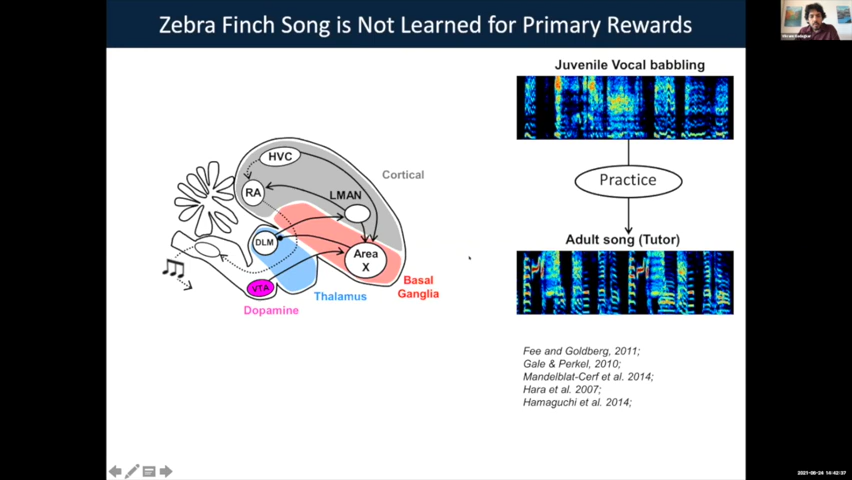 Zebra Finch Song is Not Learned for Primary Rewards
Juvenile Vocal babbling
Practice
Adult song (Tutor)
HVC
Cortical
RA
LMAN
DLM
Area
X
VTA
Basal
Ganglia
Thalamus
Dopamine
Fee and Goldberg, 2011;
Gale & Perkel, 2010;
Mandelblat-Cerf et al. 2014;
Hara et al. 2007;
Hamaguchi et al. 2014;
2021-08-24 14:42:37